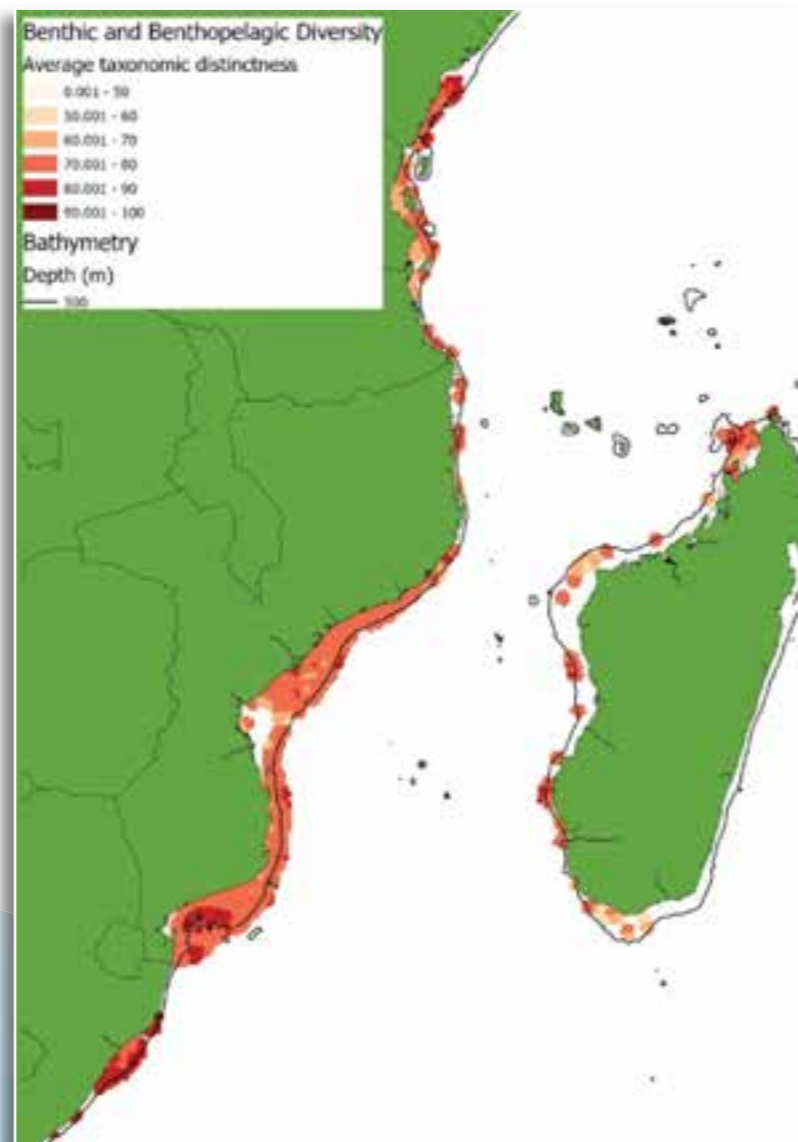 Benthic and Benthopelagic Diversity
Average taxonomic distinctness
0.001 - 50
50.001 - 60
60.001 - 70
70.001 - 80
80.001 - 90
90.001 - 100
Bathymetry
Depth (m)
500